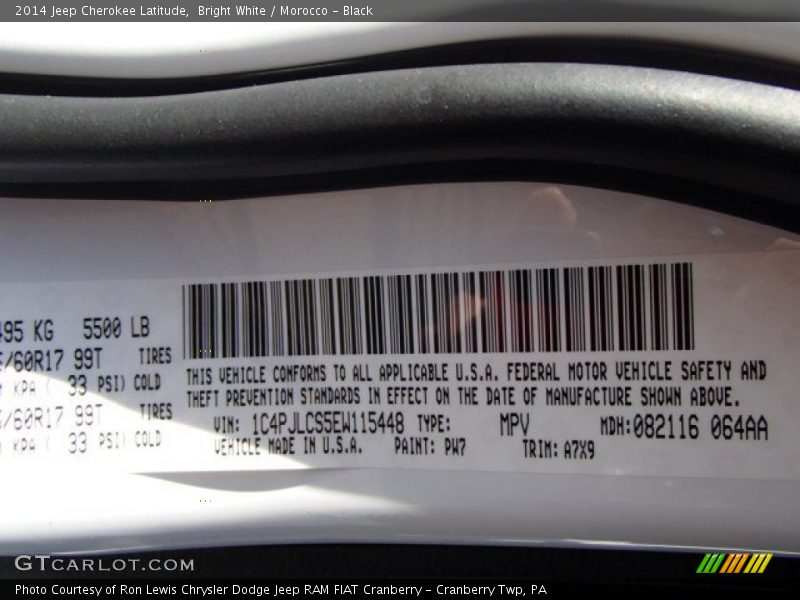 2014 Jeep Cherokee Latitude, Bright White / Morocco – Black
495 KG 5500 LB
/60R17 99T TIRES
KPA ( 33 PSI) COLD
/60R17 99T TIRES
KPA ( 33 PSI) COLD
THIS VEHICLE CONFORMS TO ALL APPLICABLE U.S.A. FEDERAL MOTOR VEHICLE SAFETY AND
THEFT PREVENTION STANDARDS IN EFFECT ON THE DATE OF MANUFACTURE SHOWN ABOVE.
VIN: 1C4PJLCS5EW115448 TYPE: MPV MDH:082116 064AA
VEHICLE MADE IN U.S.A. PAINT: PW7 TRIM: A7X9
GTCARLOT.COM
Photo Courtesy of Ron Lewis Chrysler Dodge Jeep RAM FIAT Cranberry – Cranberry Twp, PA